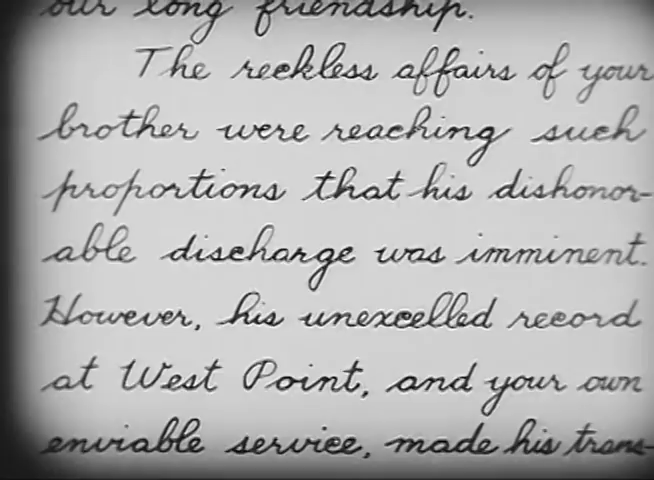 our long friendship.
The reckless affairs of your
brother were reaching such
proportions that his dishonor-
able discharge was imminent.
However, his unexcelled record
at West Point, and your own
enviable service, made his trans-